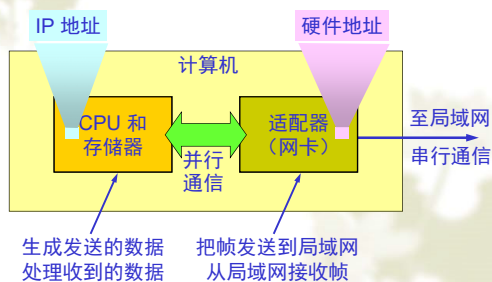 IP 地址
硬件地址
计算机
CPU 和
存储器
并行
通信
适配器
（网卡）
至局域网
串行通信
生成发送的数据
处理收到的数据
把帧发送到局域网
从局域网接收帧